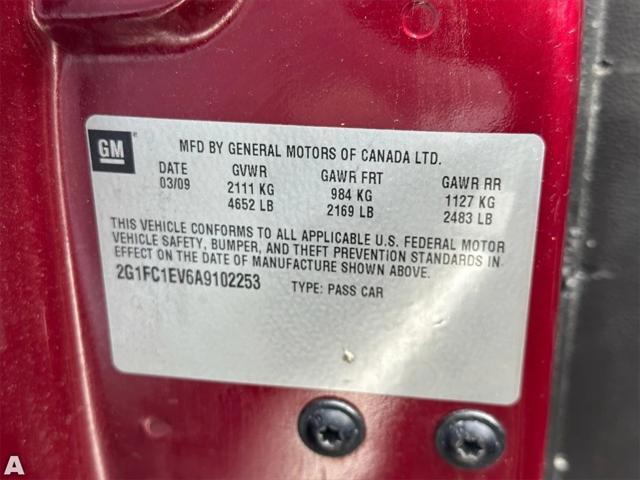 GM
MFD BY GENERAL MOTORS OF CANADA LTD.
DATE GVWR GAWR FRT GAWR RR
03/09 2111 KG 984 KG 1127 KG
4652 LB 2169 LB 2483 LB
THIS VEHICLE CONFORMS TO ALL APPLICABLE U.S. FEDERAL MOTOR
VEHICLE SAFETY, BUMPER, AND THEFT PREVENTION STANDARDS IN
EFFECT ON THE DATE OF MANUFACTURE SHOWN ABOVE.
2G1FC1EV6A9102253 TYPE: PASS CAR
A